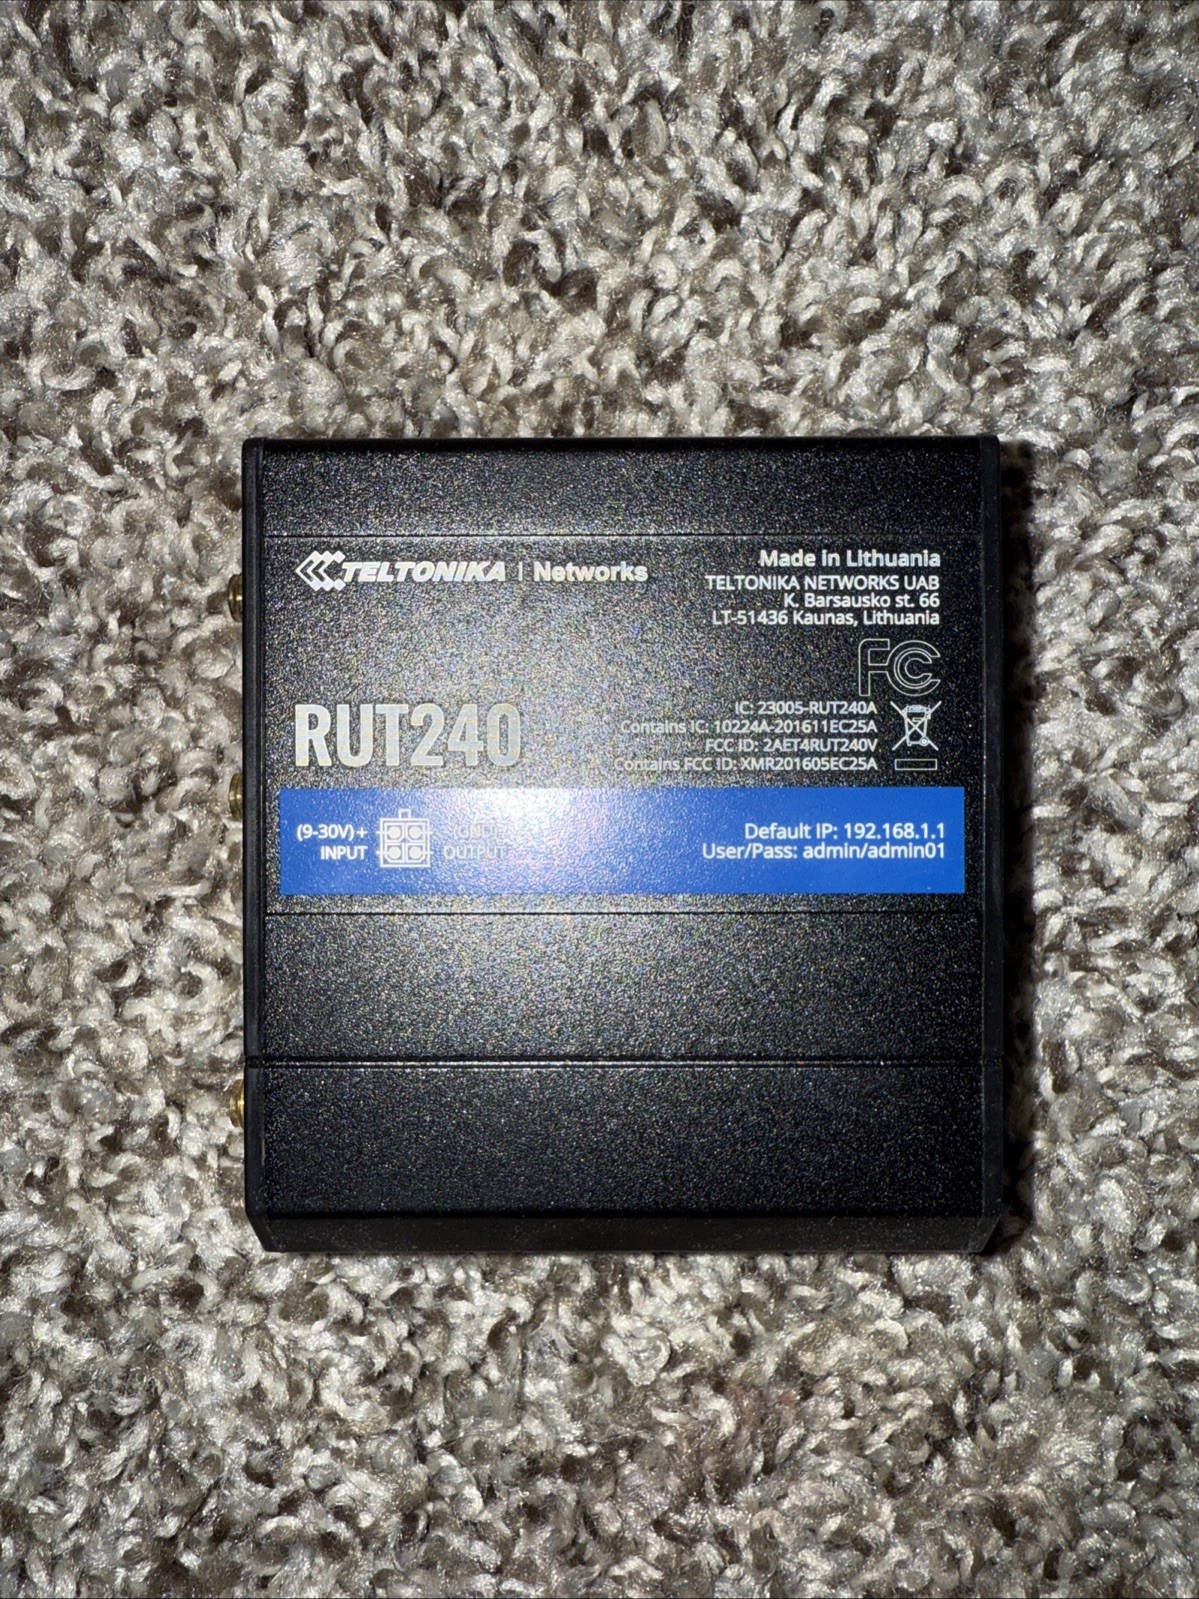 TELTONIKA | Networks
Made in Lithuania
TELTONIKA NETWORKS UAB
K. Barsausko st. 66
LT-51436 Kaunas, Lithuania
FC
RUT240
IC: 23005-RUT240A
Contains IC: 10224A-201611EC25A
FCC ID: 2AET4RUT240V
Contains FCC ID: XMR201605EC25A
(9-30V)+
INPUT
OUTPUT
Default IP: 192.168.1.1
User/Pass: admin/admin01